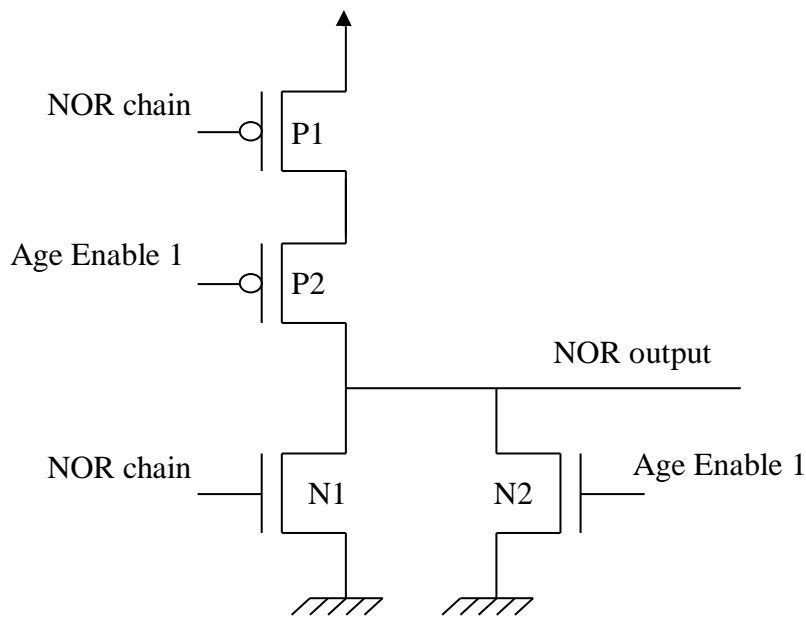 NOR chain
P1
Age Enable 1
P2
NOR output
NOR chain
N1
N2
Age Enable 1